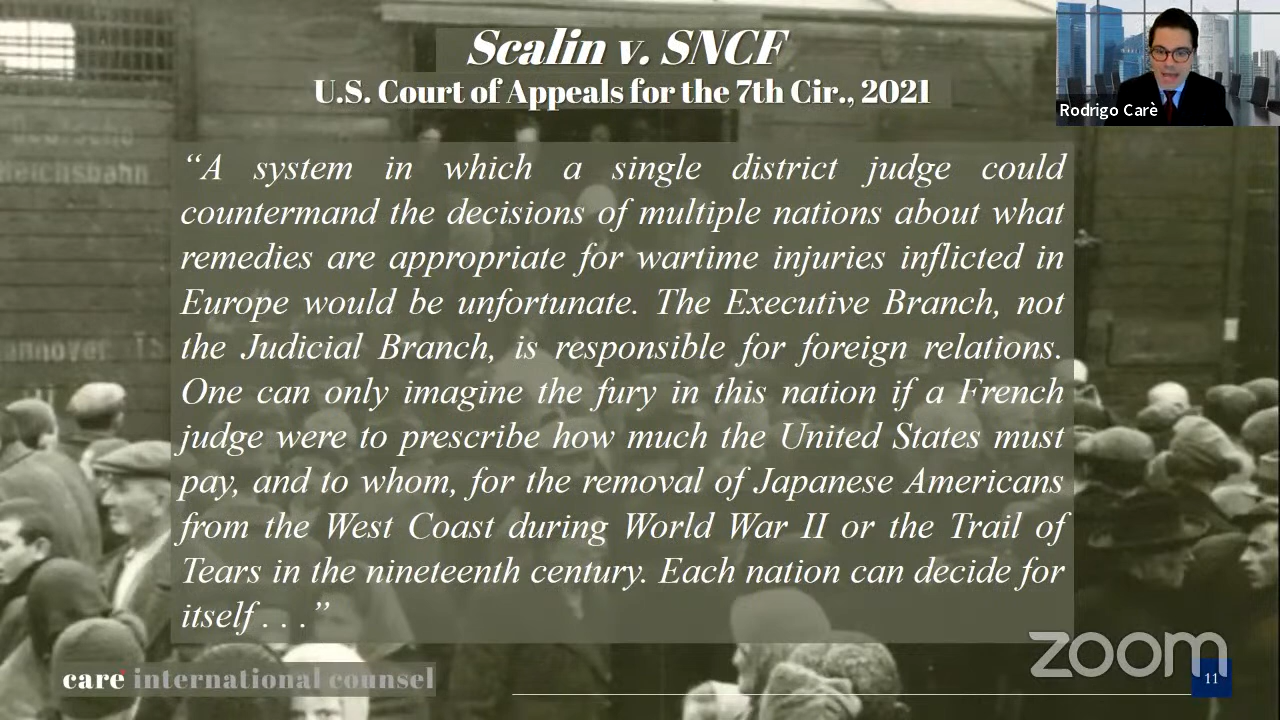 Scalin v. SNCF
U.S. Court of Appeals for the 7th Cir., 2021
Rodrigo Carè
“A system in which a single district judge could
countermand the decisions of multiple nations about what
remedies are appropriate for wartime injuries inflicted in
Europe would be unfortunate. The Executive Branch, not
the Judicial Branch, is responsible for foreign relations.
One can only imagine the fury in this nation if a French
judge were to prescribe how much the United States must
pay, and to whom, for the removal of Japanese Americans
from the West Coast during World War II or the Trail of
Tears in the nineteenth century. Each nation can decide for
itself . . .”
Deutsche
Reichsbahn
zoom
care international counsel
11